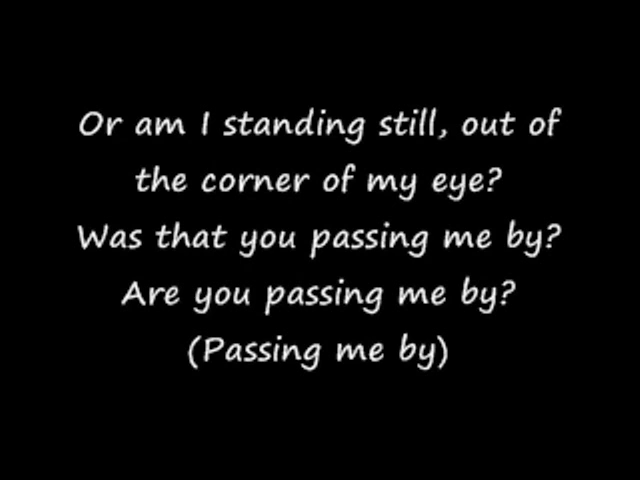 Or am I standing still, out of
the corner of my eye?
Was that you passing me by?
Are you passing me by?
(Passing me by)